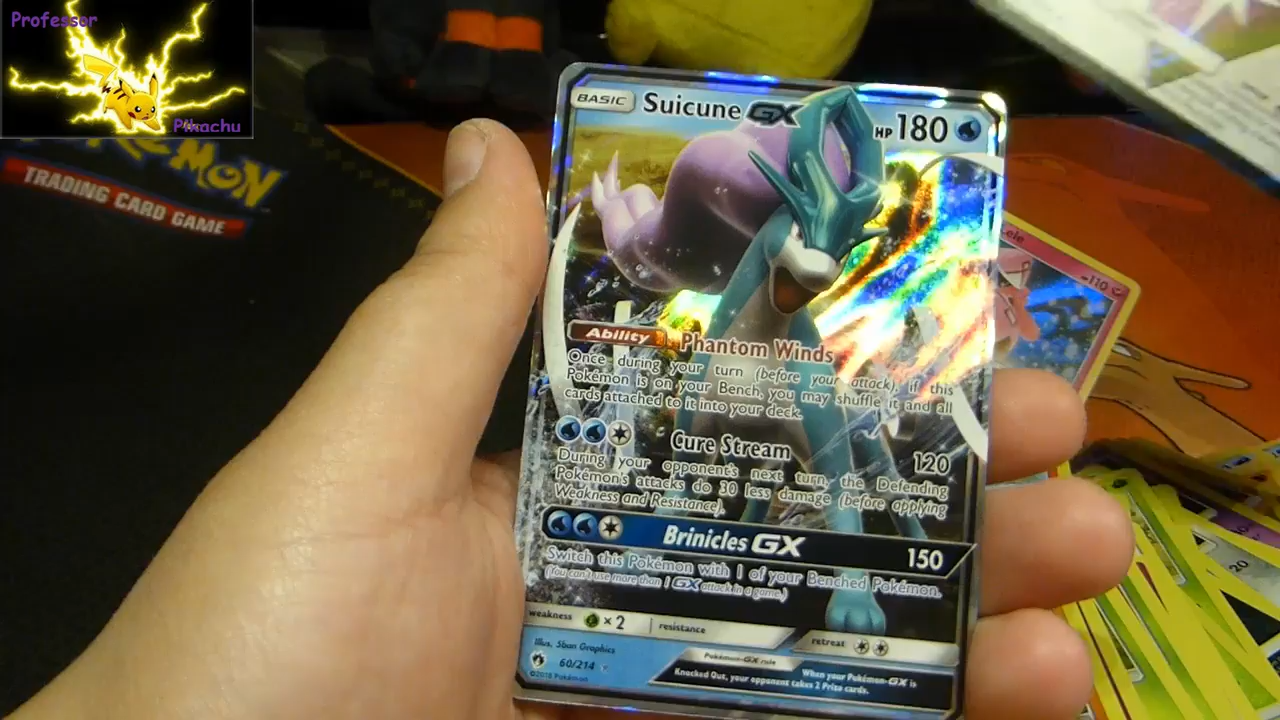 Professor
Pikachu
POKÉMON
TRADING CARD GAME
BASIC Suicune GX HP 180
Ability Phantom Winds
Once during your turn (before your attack), if this
Pokémon is on your Bench, you may shuffle it and all
cards attached to it into your deck.
Cure Stream 120
During your opponent's next turn, the Defending
Pokémon's attacks do 30 less damage (before applying
Weakness and Resistance).
Brinicles GX 150
Switch this Pokémon with 1 of your Benched Pokémon.
(You can't use more than 1 GX attack in a game.)
weakness ×2 resistance retreat
Illus. 5ban Graphics
60/214
©2018 Pokémon
Pokémon-GX rule
When your Pokémon-GX is
Knocked Out, your opponent takes 2 Prize cards.
110
20